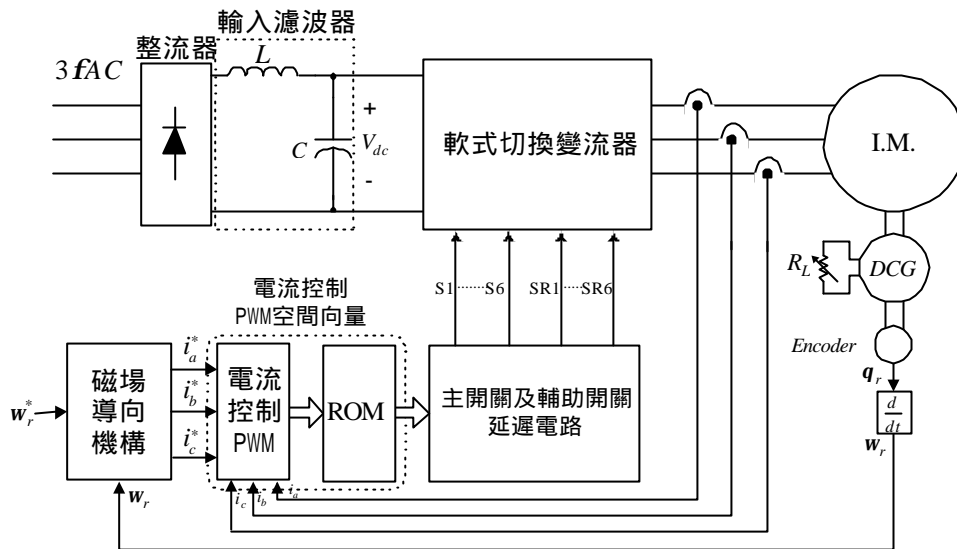 輸入濾波器
整流器
3fAC
L
C
+
V_dc
-
軟式切換變流器
I.M.
R_L
DCG
S1·······S6
SR1·····SR6
電流控制
PWM空間向量
Encoder
q_r
d
dt
w_r
w_r^*
磁場
導向
機構
i_a^*
i_b^*
i_c^*
電流
控制
PWM
ROM
主開關及輔助開關
延遲電路
w_r
i_c
i_b
i_a